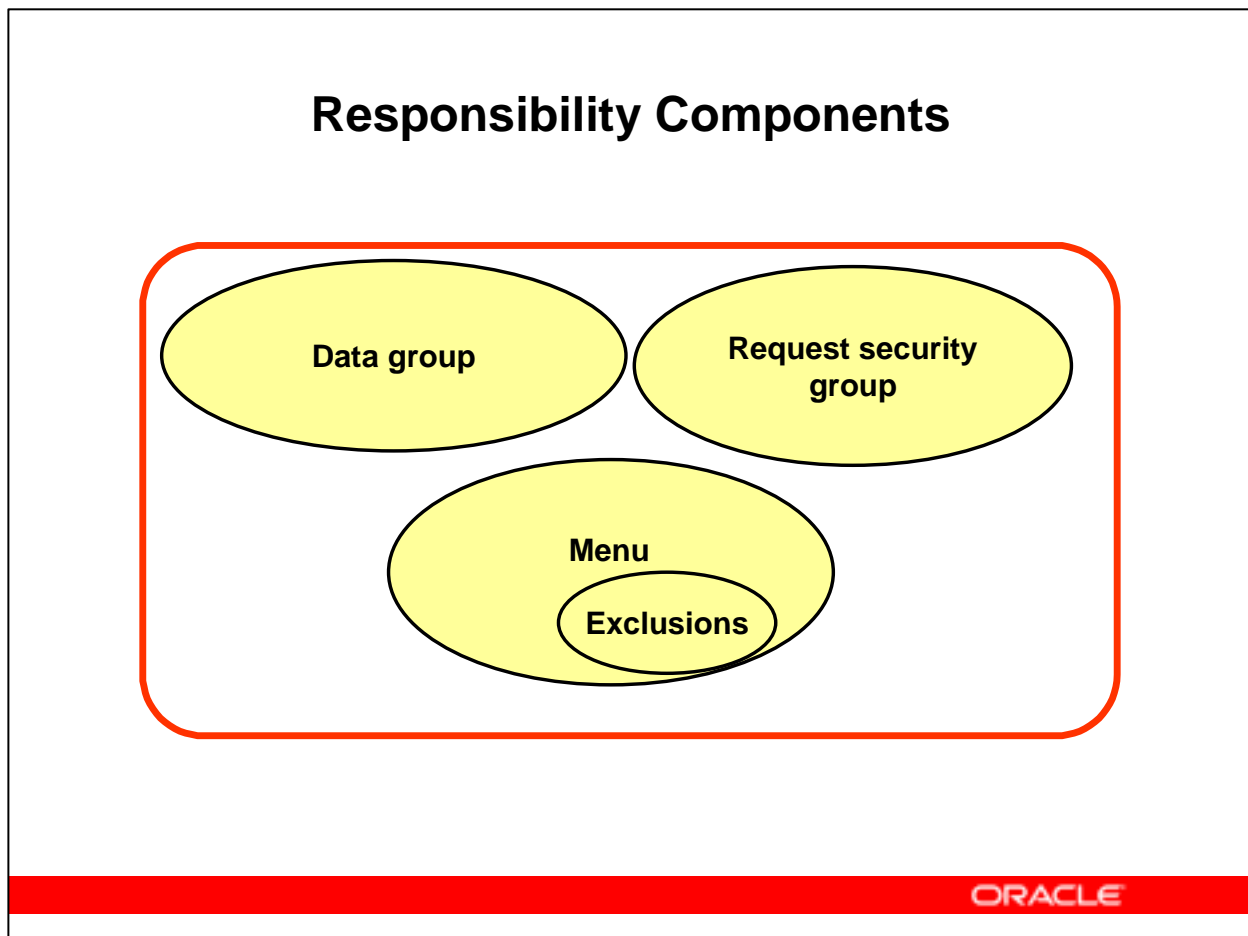 Responsibility Components
Data group
Request security
group
Menu
Exclusions
ORACLE